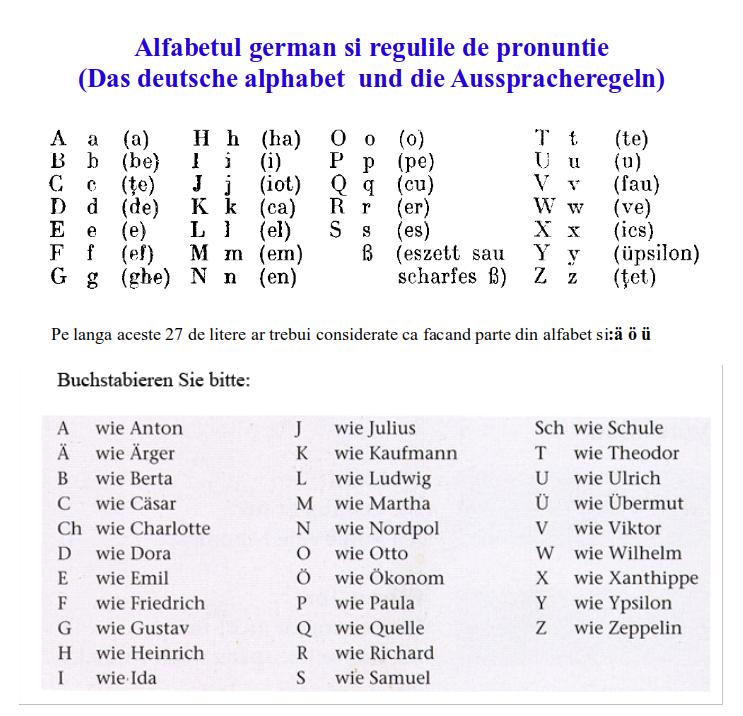 Alfabetul german si regulile de pronuntie
(Das deutsche alphabet und die Ausspracheregeln)
A a (a) H h (ha) O o (o) T t (te)
B b (be) I i (i) P p (pe) U u (u)
C c (țe) J j (iot) Q q (cu) V v (fau)
D d (de) K k (ca) R r (er) W w (ve)
E e (e) L l (el) S s (es) X x (ics)
F f (ef) M m (em) ß (eszett sau Y y (üpsilon)
G g (ghe) N n (en) scharfes ß) Z z (țet)
Pe langa aceste 27 de litere ar trebui considerate ca facand parte din alfabet si:ä ö ü
Buchstabieren Sie bitte:
A wie Anton J wie Julius Sch wie Schule
Ä wie Ärger K wie Kaufmann T wie Theodor
B wie Berta L wie Ludwig U wie Ulrich
C wie Cäsar M wie Martha Ü wie Übermut
Ch wie Charlotte N wie Nordpol V wie Viktor
D wie Dora O wie Otto W wie Wilhelm
E wie Emil Ö wie Ökonom X wie Xanthippe
F wie Friedrich P wie Paula Y wie Ypsilon
G wie Gustav Q wie Quelle Z wie Zeppelin
H wie Heinrich R wie Richard
I wie Ida S wie Samuel